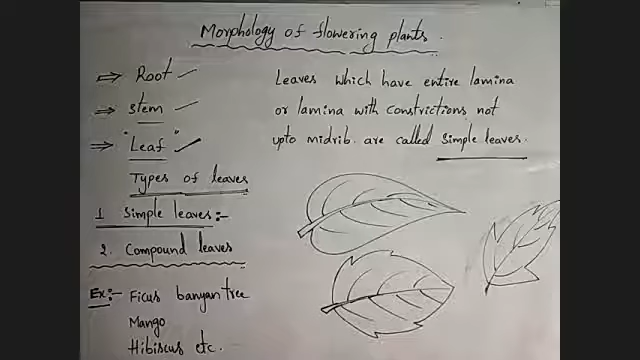 Morphology of flowering plants.
⇒ Root
⇒ stem
⇒ "Leaf"
Types of leaves
1 Simple leaves:-
2. Compound leaves
Ex:- Ficus banyan tree
Mango
Hibiscus etc.
Leaves which have entire lamina
or lamina with constrictions not
upto midrib. are called simple leaves.